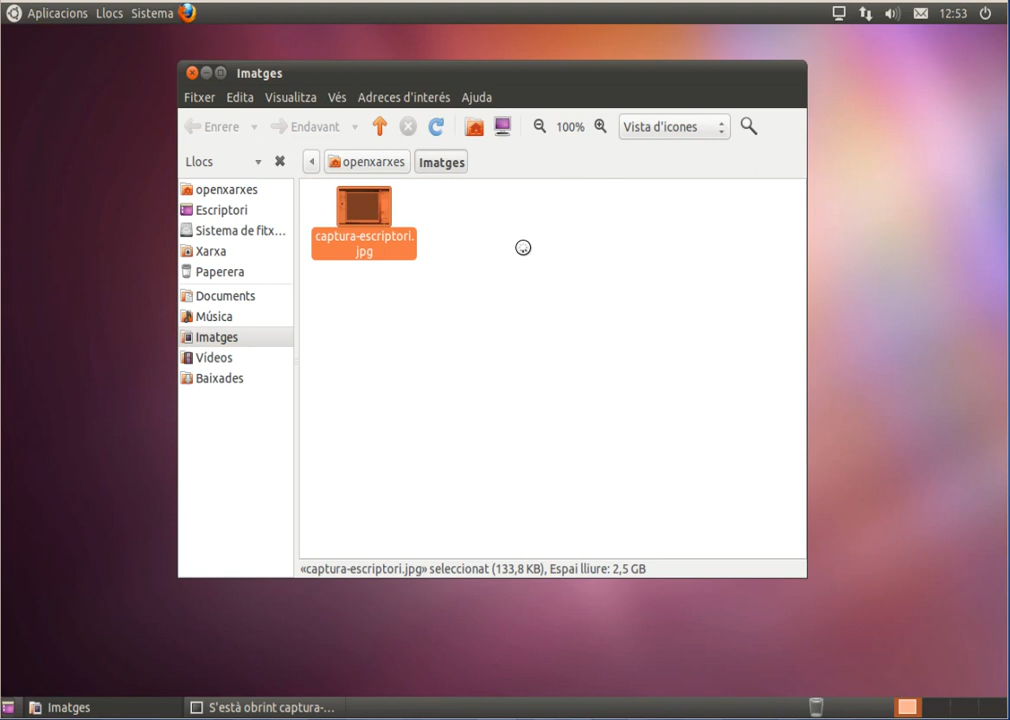 Aplicacions Llocs Sistema 12:53
Imatges
Fitxer Edita Visualitza Vés Adreces d'interés Ajuda
Enrere Endavant 100% Vista d'icones
Llocs openxarxes Imatges
openxarxes
Escriptori
Sistema de fitx...
Xarxa
Paperera
Documents
Música
Imatges
Vídeos
Baixades
captura-escriptori.
jpg
«captura-escriptori.jpg» seleccionat (133,8 KB), Espai lliure: 2,5 GB
Imatges S'està obrint captura-...